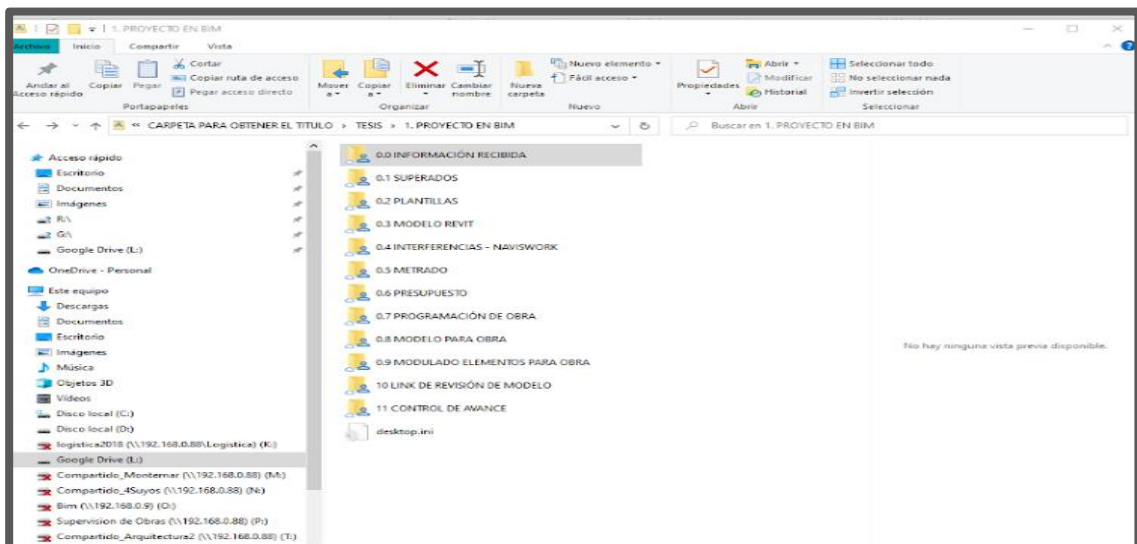 1. PROYECTO EN BIM
Archivo Inicio Compartir Vista
Anclar al Acceso rápido
Copiar
Pegar
Cortar
Copiar ruta de acceso
Pegar acceso directo
Portapapeles
Mover a
Copiar a
Eliminar
Cambiar nombre
Organizar
Nueva carpeta
Nuevo elemento
Fácil acceso
Nuevo
Propiedades
Abrir
Modificar
Historial
Abrir
Seleccionar todo
No seleccionar nada
Invertir selección
Seleccionar
« CARPETA PARA OBTENER EL TITULO > TESIS > 1. PROYECTO EN BIM
Buscar en 1. PROYECTO EN BIM
Acceso rápido
Escritorio
Documentos
Imágenes
R:\
G:\
Google Drive (L:)
OneDrive - Personal
Este equipo
Descargas
Documentos
Escritorio
Imágenes
Música
Objetos 3D
Vídeos
Disco local (C:)
Disco local (D:)
logistica2018 (\\192.168.0.88\Logistica) (K:)
Google Drive (L:)
Compartido_Montemar (\\192.168.0.88) (M:)
Compartido_4Suyos (\\192.168.0.88) (N:)
Bim (\\192.168.0.9) (O:)
Supervision de Obras (\\192.168.0.88) (P:)
Compartido_Arquitectura2 (\\192.168.0.88) (T:)
0.0 INFORMACIÓN RECIBIDA
0.1 SUPERADOS
0.2 PLANTILLAS
0.3 MODELO REVIT
0.4 INTERFERENCIAS - NAVISWORK
0.5 METRADO
0.6 PRESUPUESTO
0.7 PROGRAMACIÓN DE OBRA
0.8 MODELO PARA OBRA
0.9 MODULADO ELEMENTOS PARA OBRA
10 LINK DE REVISIÓN DE MODELO
11 CONTROL DE AVANCE
desktop.ini
No hay ninguna vista previa disponible.